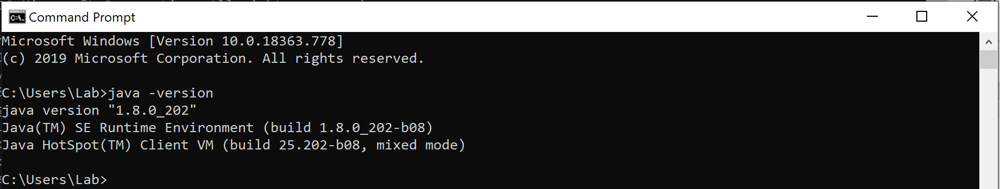 Command Prompt
Microsoft Windows [Version 10.0.18363.778]
(c) 2019 Microsoft Corporation. All rights reserved.
C:\Users\Lab>java -version
java version "1.8.0_202"
Java(TM) SE Runtime Environment (build 1.8.0_202-b08)
Java HotSpot(TM) Client VM (build 25.202-b08, mixed mode)
C:\Users\Lab>